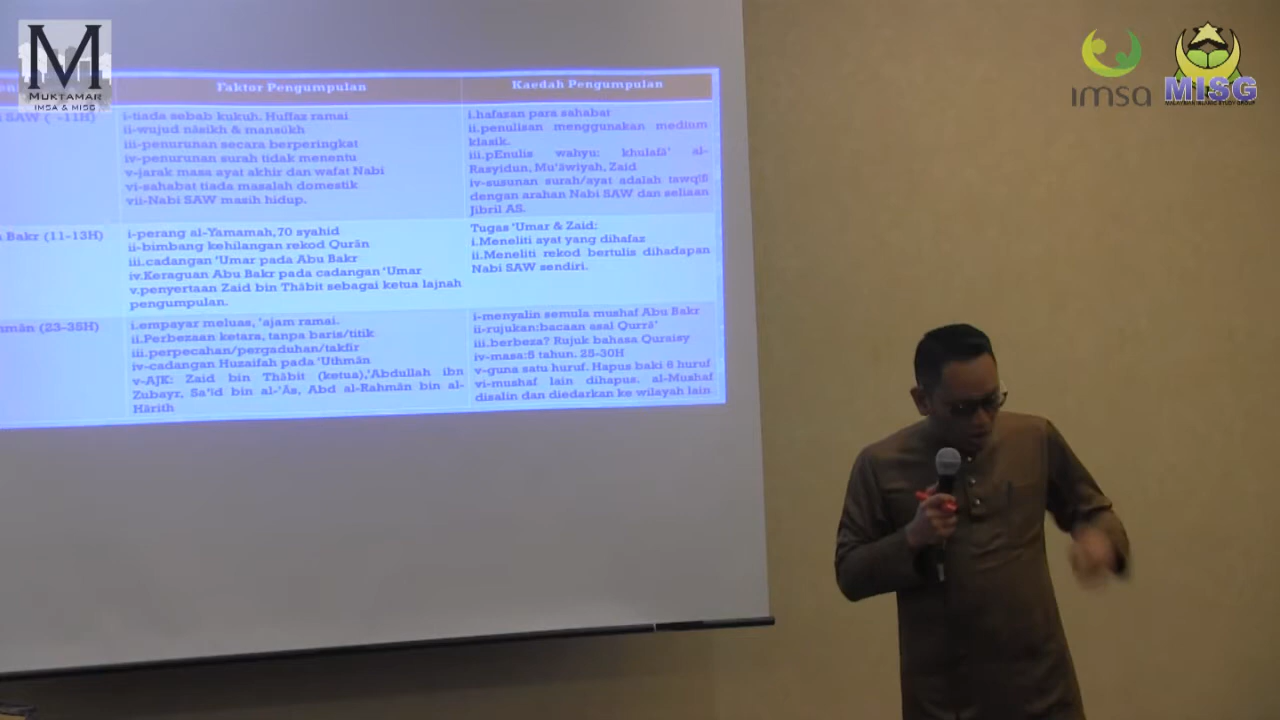 M
MUKTAMAR
IMSA & MISG
imsa
MISG
MALAYSIA ISLAMIC STUDY GROUP
Faktor Pengumpulan
Kaedah Pengumpulan
SAW ( -11H)
i-tiada sebab kukuh. Huffaz ramai
ii-wujud nāsikh & mansūkh
iii-penurunan secara berperingkat
iv-penurunan surah tidak menentu
v-jarak masa ayat akhir dan wafat Nabi
vi-sahabat tiada masalah domestik
vii-Nabi SAW masih hidup.
i.hafazan para sahabat
ii.penulisan menggunakan medium
klasik.
iii.pEnulis wahyu: khulafā’ al-
Rasyidun, Mu’āwiyah, Zaid
iv-susunan surah/ayat adalah tawqīfī
dengan arahan Nabi SAW dan seliaan
Jibril AS.
Bakr (11-13H)
i-perang al-Yamamah,70 syahid
ii-bimbang kehilangan rekod Qurān
iii.cadangan ‘Umar pada Abu Bakr
iv.Keraguan Abu Bakr pada cadangan ‘Umar
v.penyertaan Zaid bin Thābit sebagai ketua lajnah
pengumpulan.
Tugas ‘Umar & Zaid:
i.Meneliti ayat yang dihafaz
ii.Meneliti rekod bertulis dihadapan
Nabi SAW sendiri.
hmān (23-35H)
i.empayar meluas, ‘ajam ramai.
ii.Perbezaan ketara, tanpa baris/titik
iii.perpecahan/pergaduhan/takfir
iv-cadangan Huzaifah pada ‘Uthmān
v-AJK: Zaid bin Thābit (ketua),‘Abdullah ibn
Zubayr, Sa’id bin al-‘Ās, Abd al-Rahmān bin al-
Hārith
i-menyalin semula mushaf Abu Bakr
ii-rujukan:bacaan asal Qurrā’
iii.berbeza? Rujuk bahasa Quraisy
iv-masa:5 tahun. 25-30H
v-guna satu huruf. Hapus baki 6 huruf
vi-mushaf lain dihapus. al-Mushaf
disalin dan diedarkan ke wilayah lain